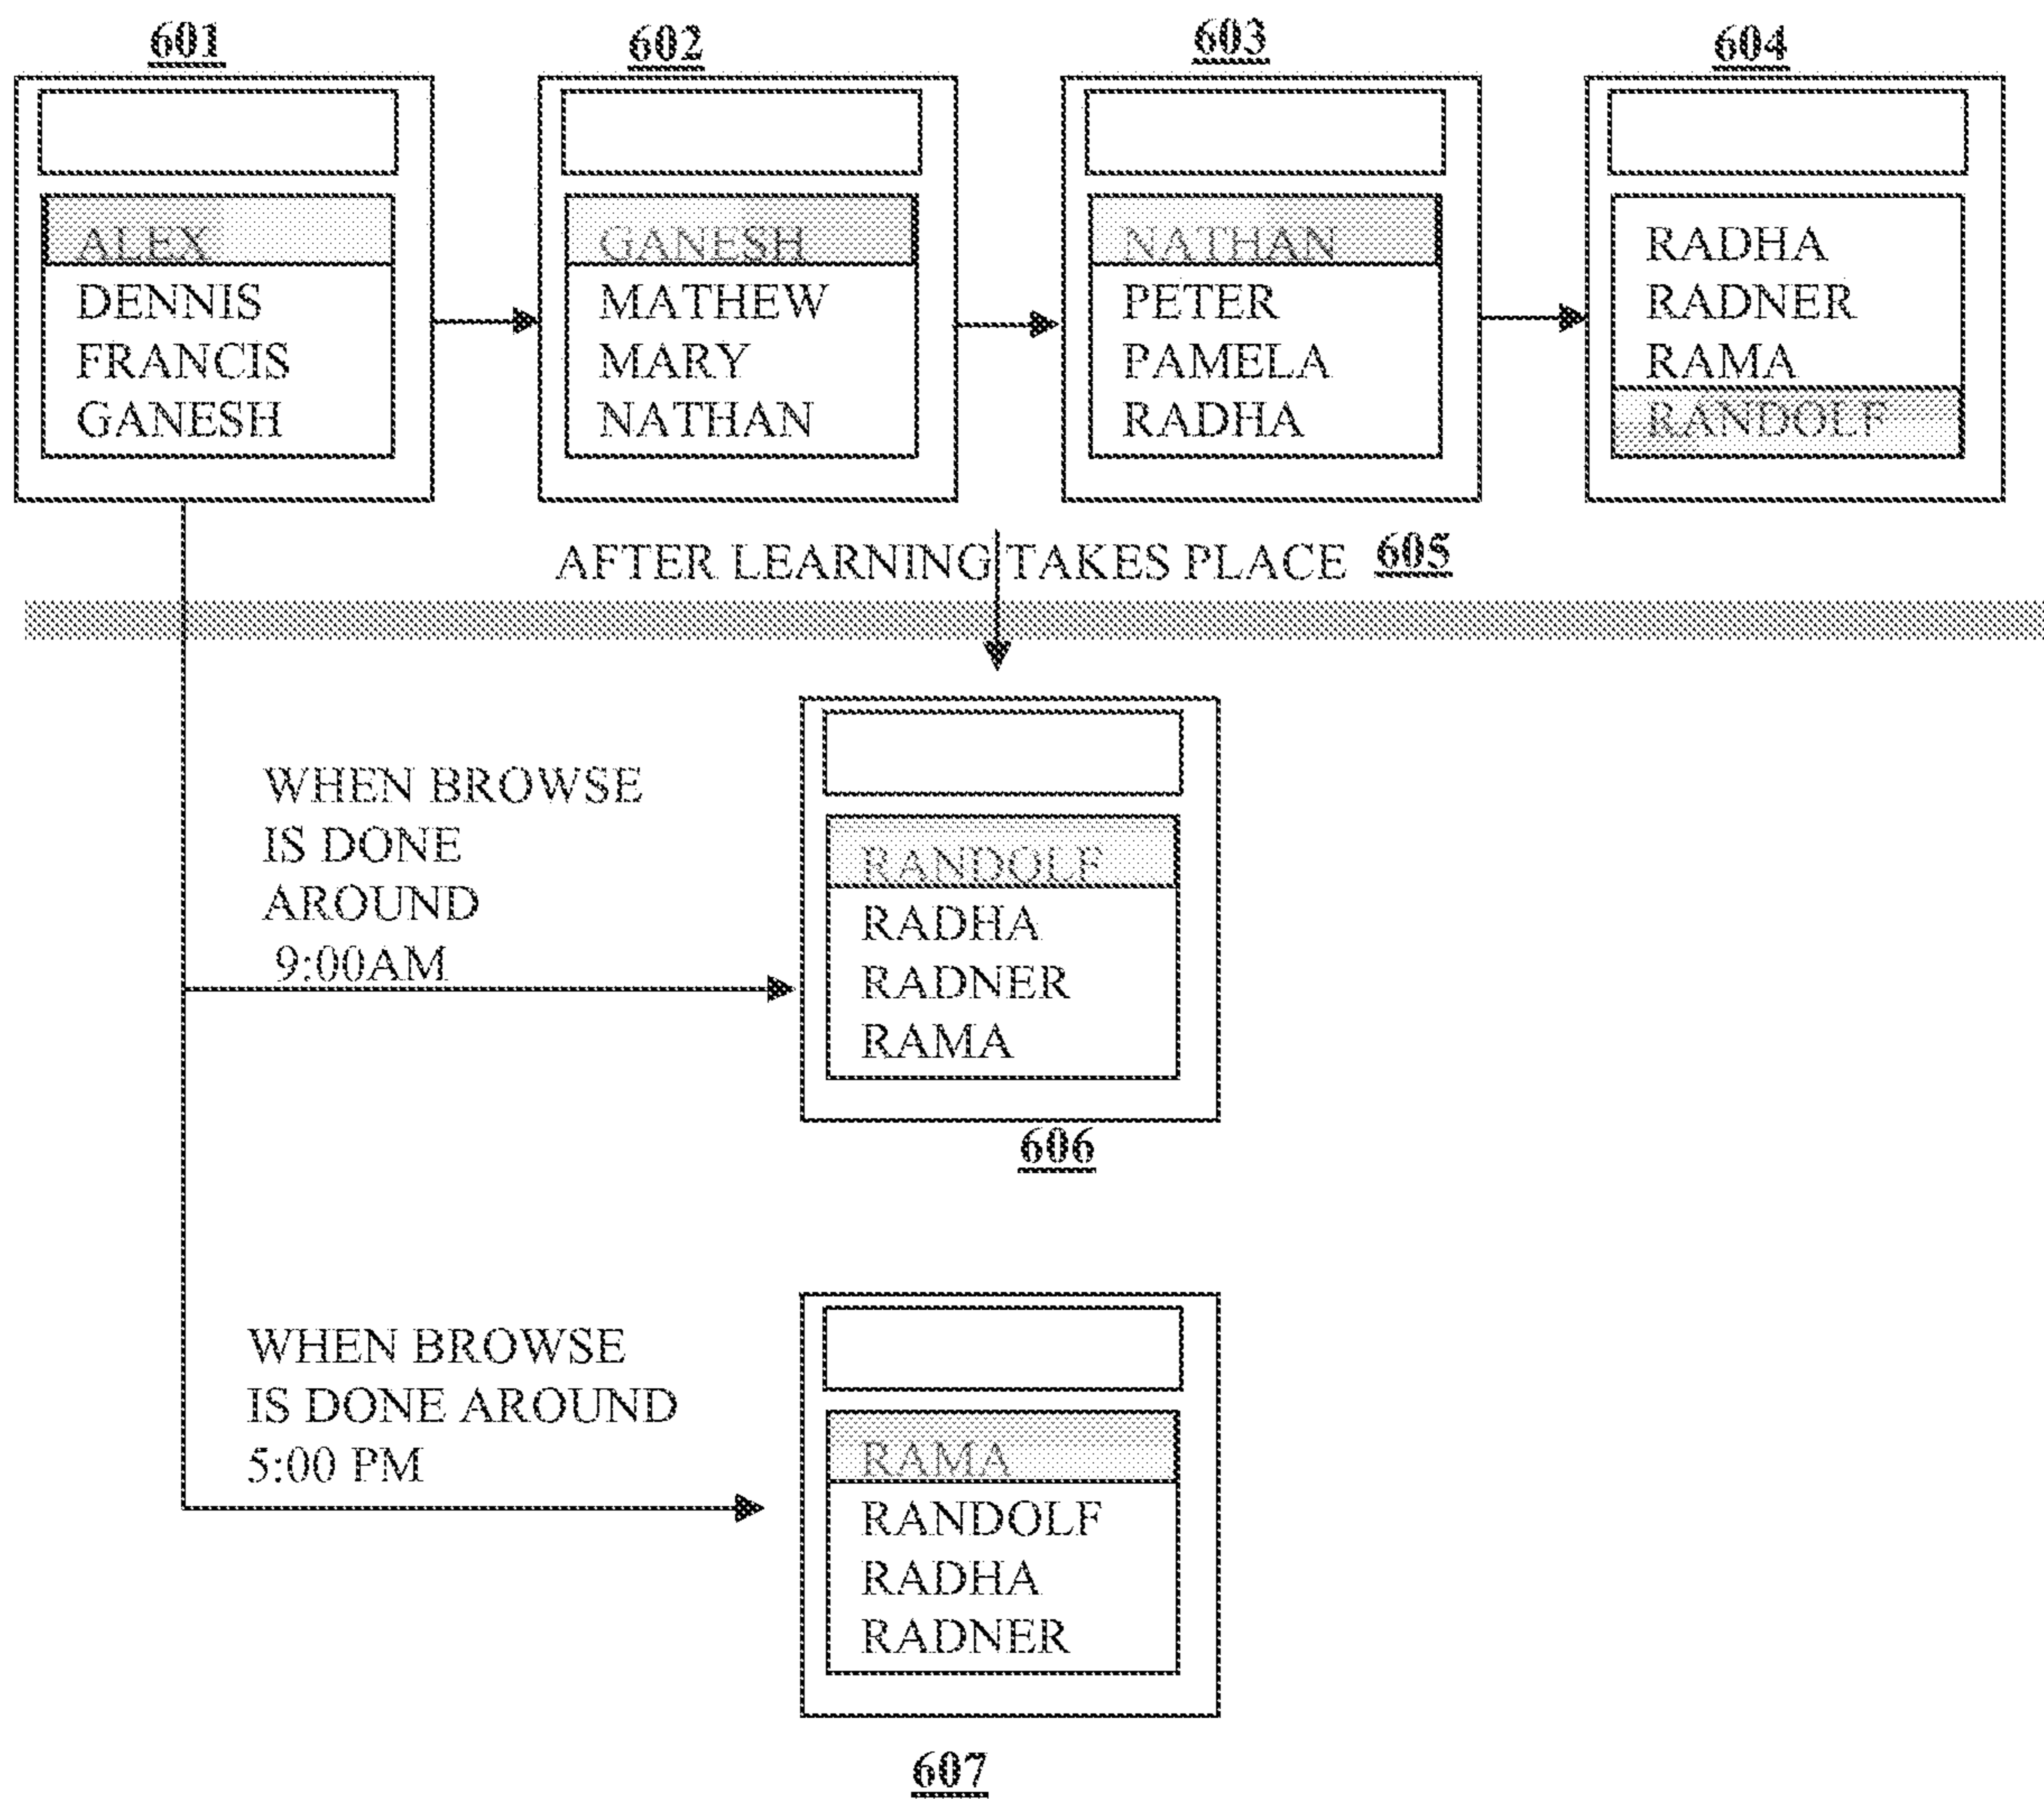 601
602
603
604
ALEX
DENNIS
FRANCIS
GANESH
GANESH
MATHEW
MARY
NATHAN
NATHAN
PETER
PAMELA
RADHA
RADHA
RADNER
RAMA
RANDOLF
AFTER LEARNING TAKES PLACE 605
WHEN BROWSE
IS DONE
AROUND
9:00AM
RANDOLF
RADHA
RADNER
RAMA
606
WHEN BROWSE
IS DONE AROUND
5:00 PM
RAMA
RANDOLF
RADHA
RADNER
607